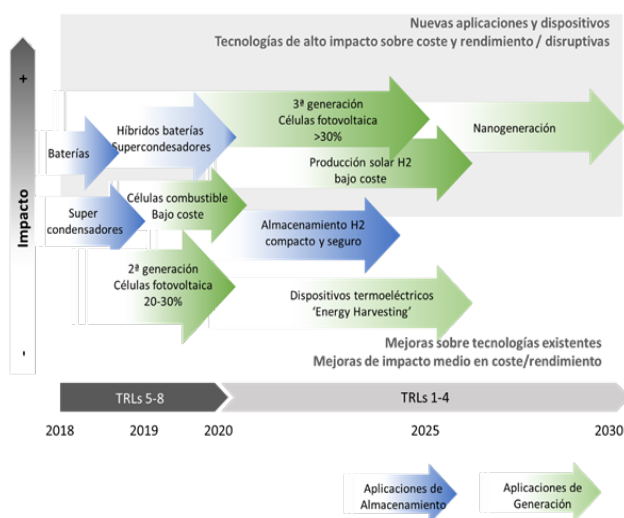 Nuevas aplicaciones y dispositivos
Tecnologías de alto impacto sobre coste y rendimiento / disruptivas
+
Impacto
-
3ª generación
Células fotovoltaica
>30%
Híbridos baterías
Supercondesadores
Nanogeneración
Baterías
Producción solar H2
bajo coste
Células combustible
Bajo coste
Super
condensadores
Almacenamiento H2
compacto y seguro
2ª generación
Células fotovoltaica
20-30%
Dispositivos termoeléctricos
‘Energy Harvesting’
Mejoras sobre tecnologías existentes
Mejoras de impacto medio en coste/rendimiento
TRLs 5-8
TRLs 1-4
2018 2019 2020 2025 2030
Aplicaciones de
Almacenamiento
Aplicaciones de
Generación